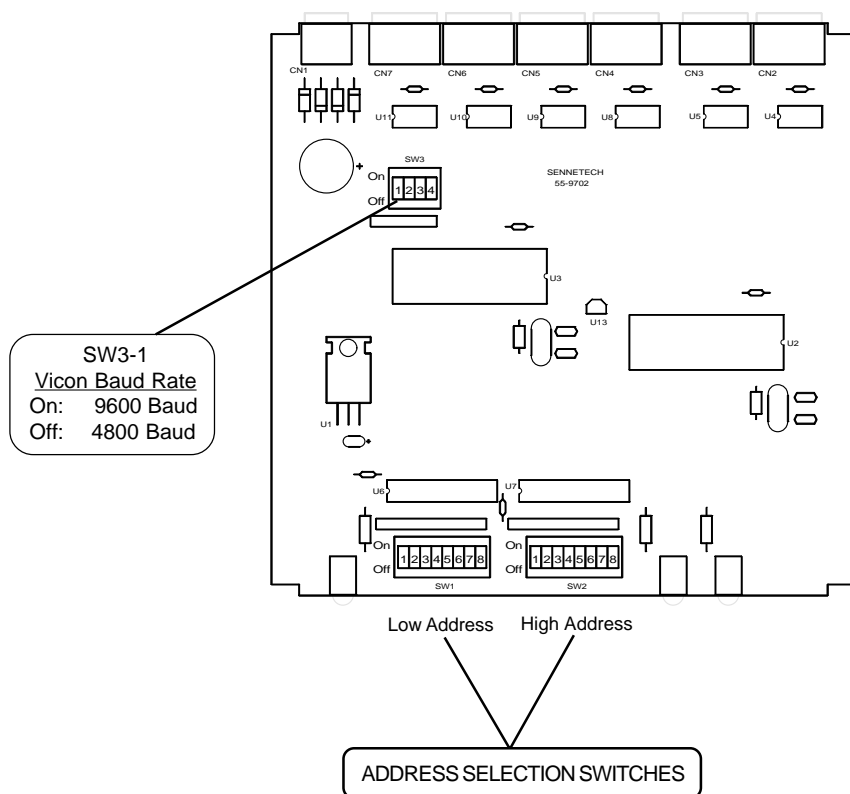 CN1 CN7 CN6 CN5 CN4 CN3 CN2
U11 U10 U9 U8 U5 U4
SW3
On
1 2 3 4
Off
+
SENNETECH
55-9702
U3
U13
U2
SW3-1
Vicon Baud Rate
On: 9600 Baud
Off: 4800 Baud
U1
+
U6 U7
On On
1 2 3 4 5 6 7 8 1 2 3 4 5 6 7 8
Off Off
SW1 SW2
Low Address High Address
ADDRESS SELECTION SWITCHES